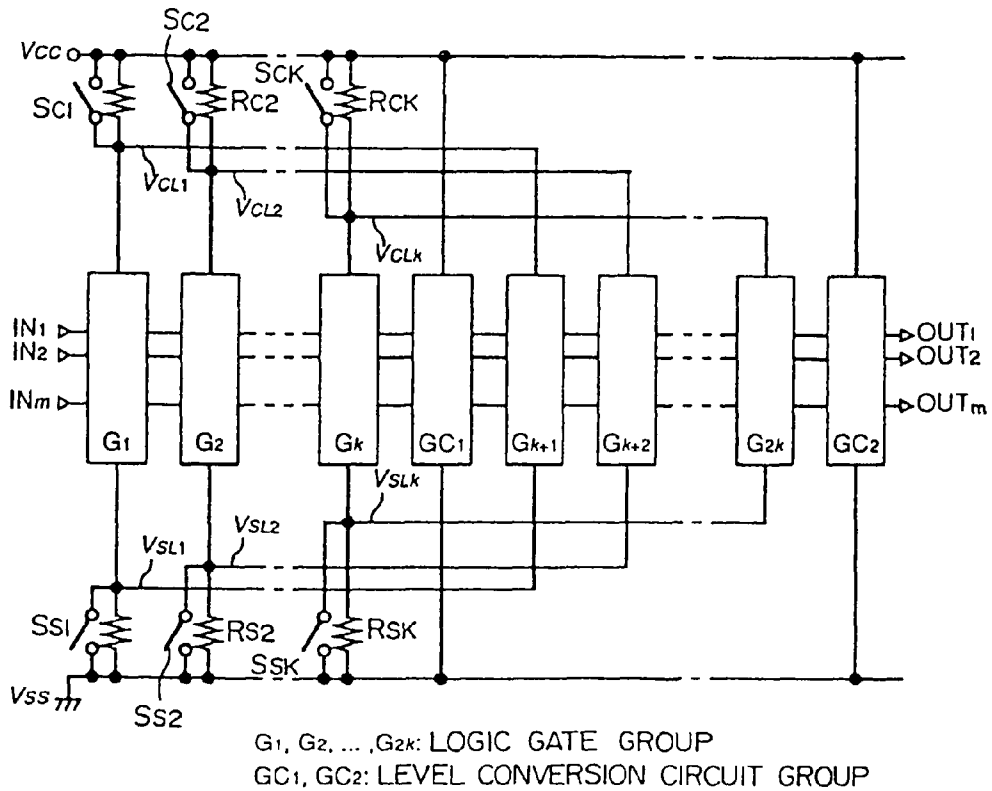 SC2
VCC
SCK
SC1
RC2
RCK
VCL1
VCL2
VCLk
IN1
IN2
INm
OUT1
OUT2
OUTm
G1
G2
Gk
GC1
Gk+1
Gk+2
G2k
GC2
VSLk
VSL2
VSL1
SS1
RS2
RSK
SSK
VSS
SS2
G1, G2, ... ,G2k: LOGIC GATE GROUP
GC1, GC2: LEVEL CONVERSION CIRCUIT GROUP